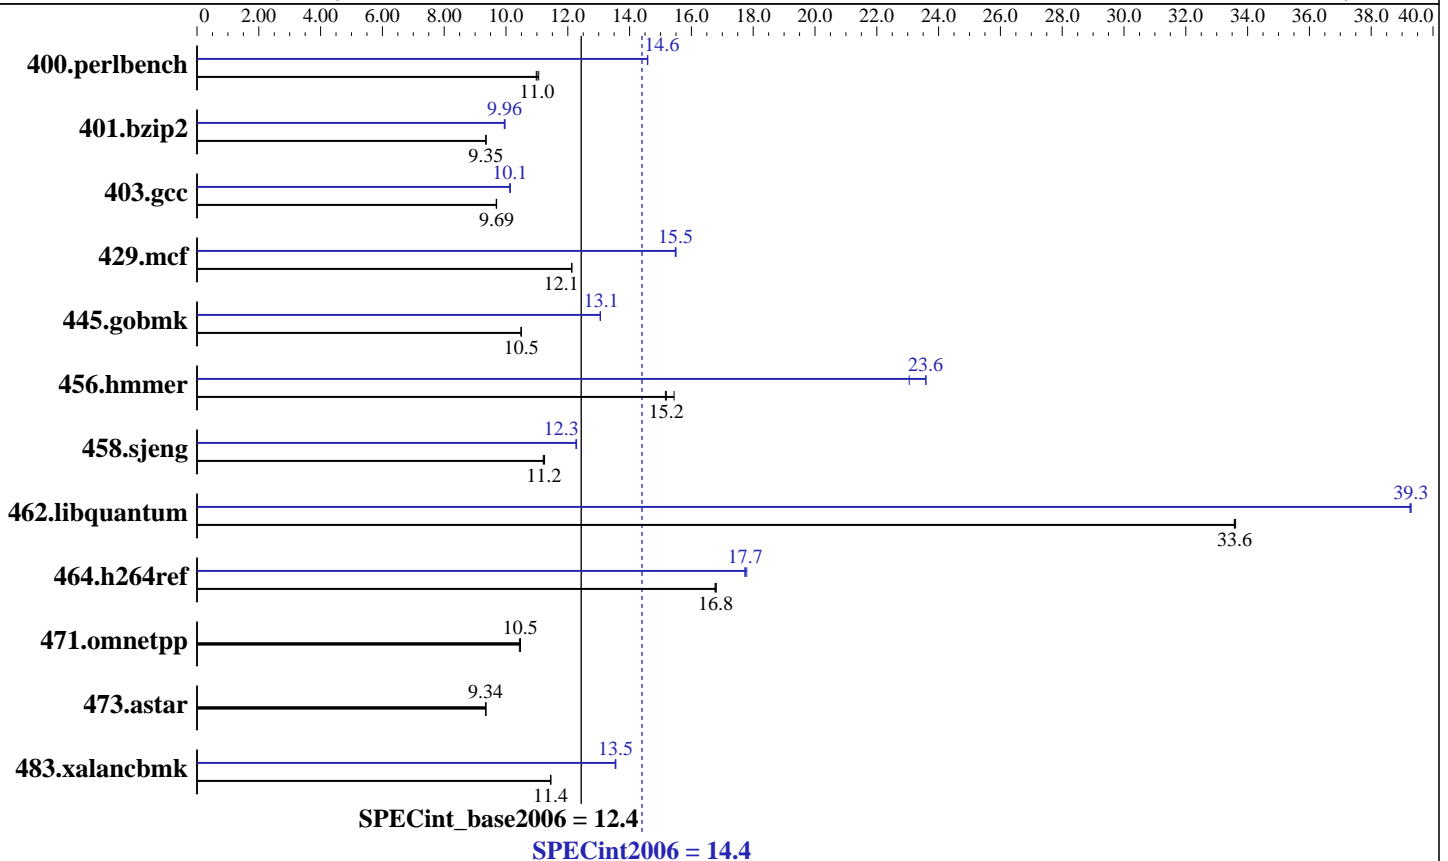 0 2.00 4.00 6.00 8.00 10.0 12.0 14.0 16.0 18.0 20.0 22.0 24.0 26.0 28.0 30.0 32.0 34.0 36.0 38.0 40.0
400.perlbench
14.6
11.0
401.bzip2
9.96
9.35
403.gcc
10.1
9.69
429.mcf
15.5
12.1
445.gobmk
13.1
10.5
456.hmmer
23.6
15.2
458.sjeng
12.3
11.2
462.libquantum
39.3
33.6
464.h264ref
17.7
16.8
471.omnetpp
10.5
473.astar
9.34
483.xalancbmk
13.5
11.4
SPECint_base2006 = 12.4
SPECint2006 = 14.4